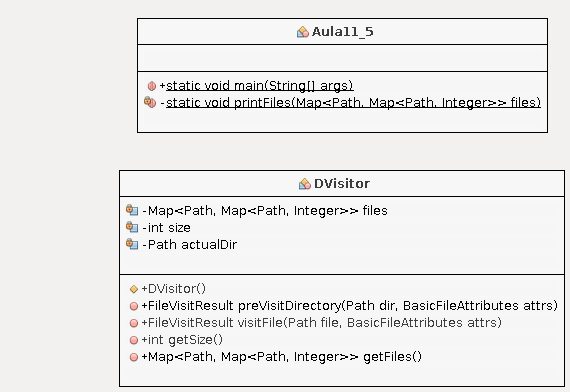 Aula11_5
+static void main(String[] args)
-static void printFiles(Map<Path, Map<Path, Integer>> files)
DVisitor
-Map<Path, Map<Path, Integer>> files
-int size
-Path actualDir
+DVisitor()
+FileVisitResult preVisitDirectory(Path dir, BasicFileAttributes attrs)
+FileVisitResult visitFile(Path file, BasicFileAttributes attrs)
+int getSize()
+Map<Path, Map<Path, Integer>> getFiles()